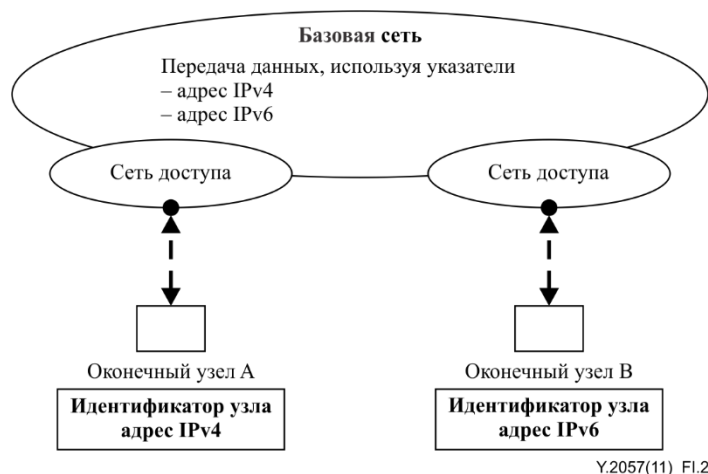 Базовая сеть
Передача данных, используя указатели
– адрес IPv4
– адрес IPv6
Сеть доступа
Сеть доступа
Оконечный узел A
Оконечный узел B
Идентификатор узла
адрес IPv4
Идентификатор узла
адрес IPv6
Y.2057(11)_FI.2